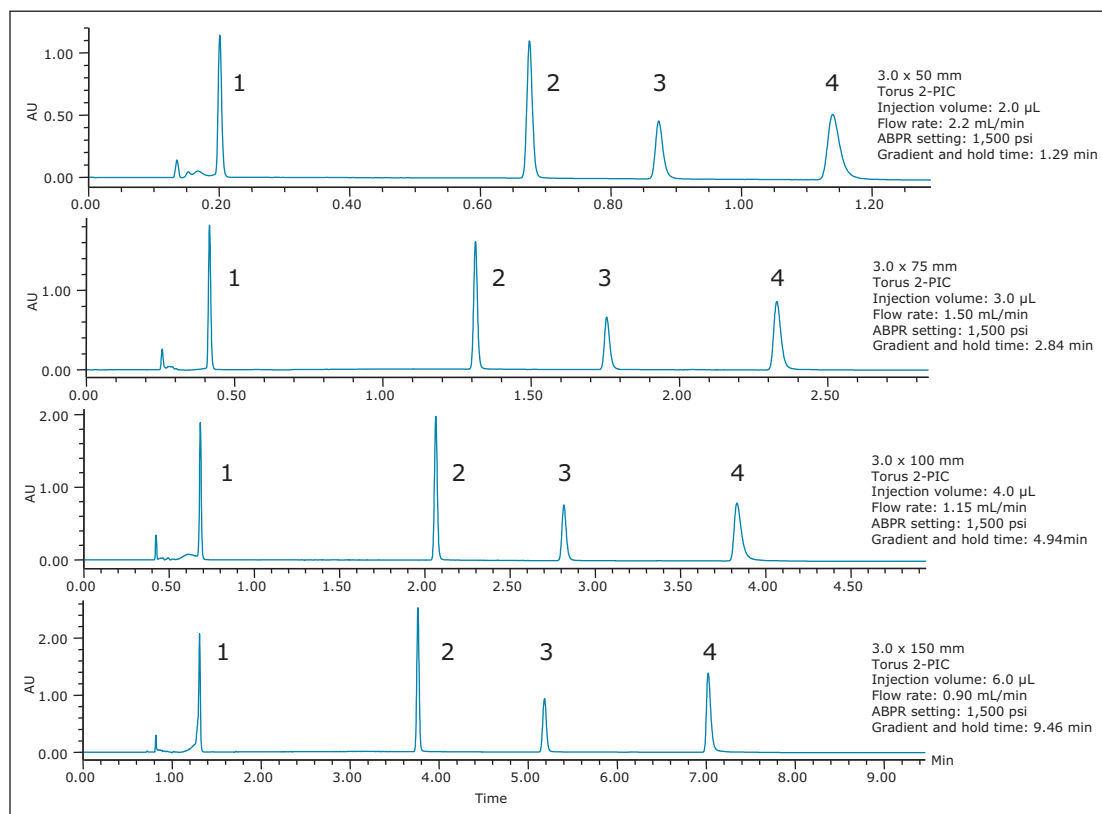 1.00
0.50
0.00
AU
1
2
3
4
3.0 x 50 mm
Torus 2-PIC
Injection volume: 2.0 µL
Flow rate: 2.2 mL/min
ABPR setting: 1,500 psi
Gradient and hold time: 1.29 min
0.00 0.20 0.40 0.60 0.80 1.00 1.20
1.00
0.00
AU
1
2
3
4
3.0 x 75 mm
Torus 2-PIC
Injection volume: 3.0 µL
Flow rate: 1.50 mL/min
ABPR setting: 1,500 psi
Gradient and hold time: 2.84 min
0.00 0.50 1.00 1.50 2.00 2.50
2.00
1.00
0.00
AU
1
2
3
4
3.0 x 100 mm
Torus 2-PIC
Injection volume: 4.0 µL
Flow rate: 1.15 mL/min
ABPR setting: 1,500 psi
Gradient and hold time: 4.94min
0.00 0.50 1.00 1.50 2.00 2.50 3.00 3.50 4.00 4.50
2.00
1.00
0.00
AU
1
2
3
4
3.0 x 150 mm
Torus 2-PIC
Injection volume: 6.0 µL
Flow rate: 0.90 mL/min
ABPR setting: 1,500 psi
Gradient and hold time: 9.46 min
0.00 1.00 2.00 3.00 4.00 5.00 6.00 7.00 8.00 9.00 Min
Time